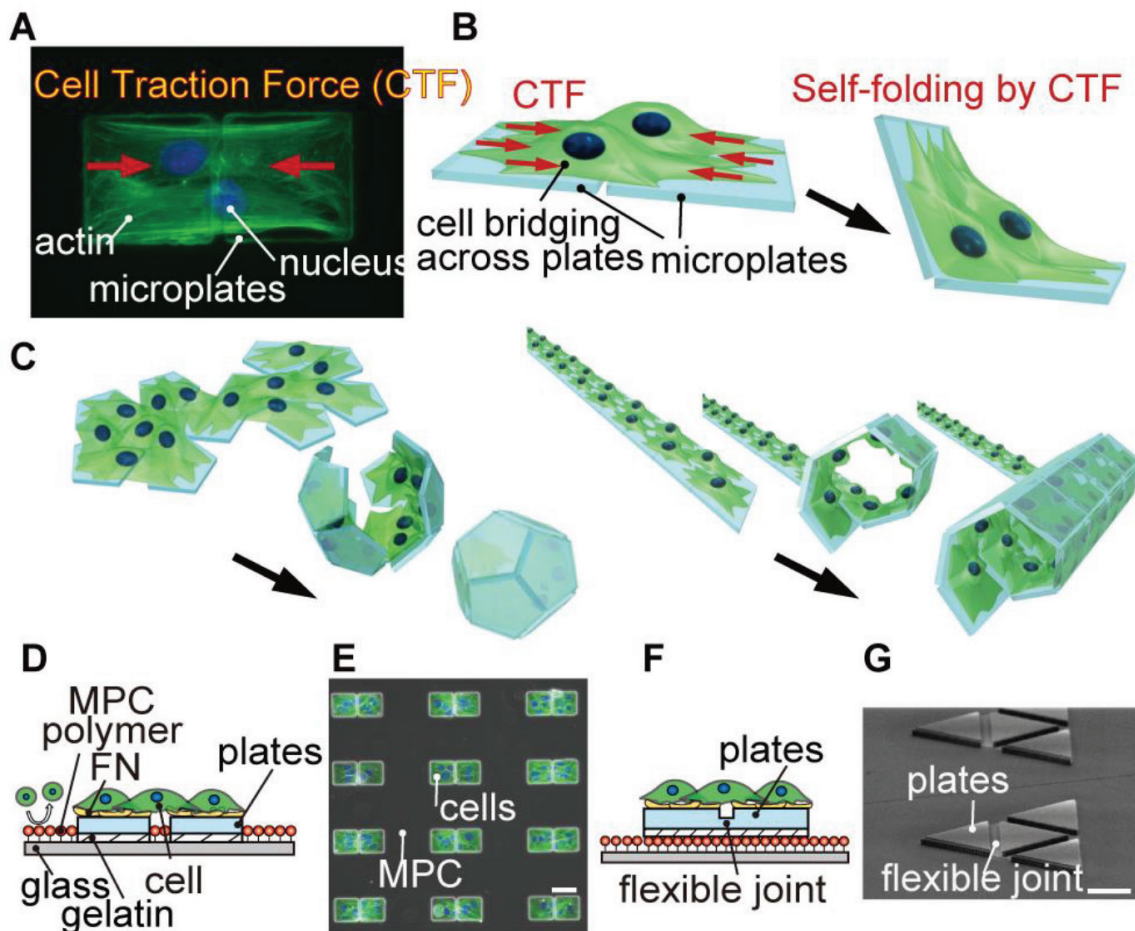 A
Cell Traction Force (CTF)
actin
nucleus
microplates
B
CTF
Self-folding by CTF
cell bridging
across plates
microplates
C
D
MPC
polymer
FN
plates
glass
gelatin
cell
E
cells
MPC
F
plates
flexible joint
G
plates
flexible joint